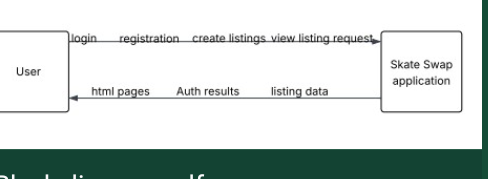 login registration create listings view listing request
User
Skate Swap
application
html pages Auth results listing data